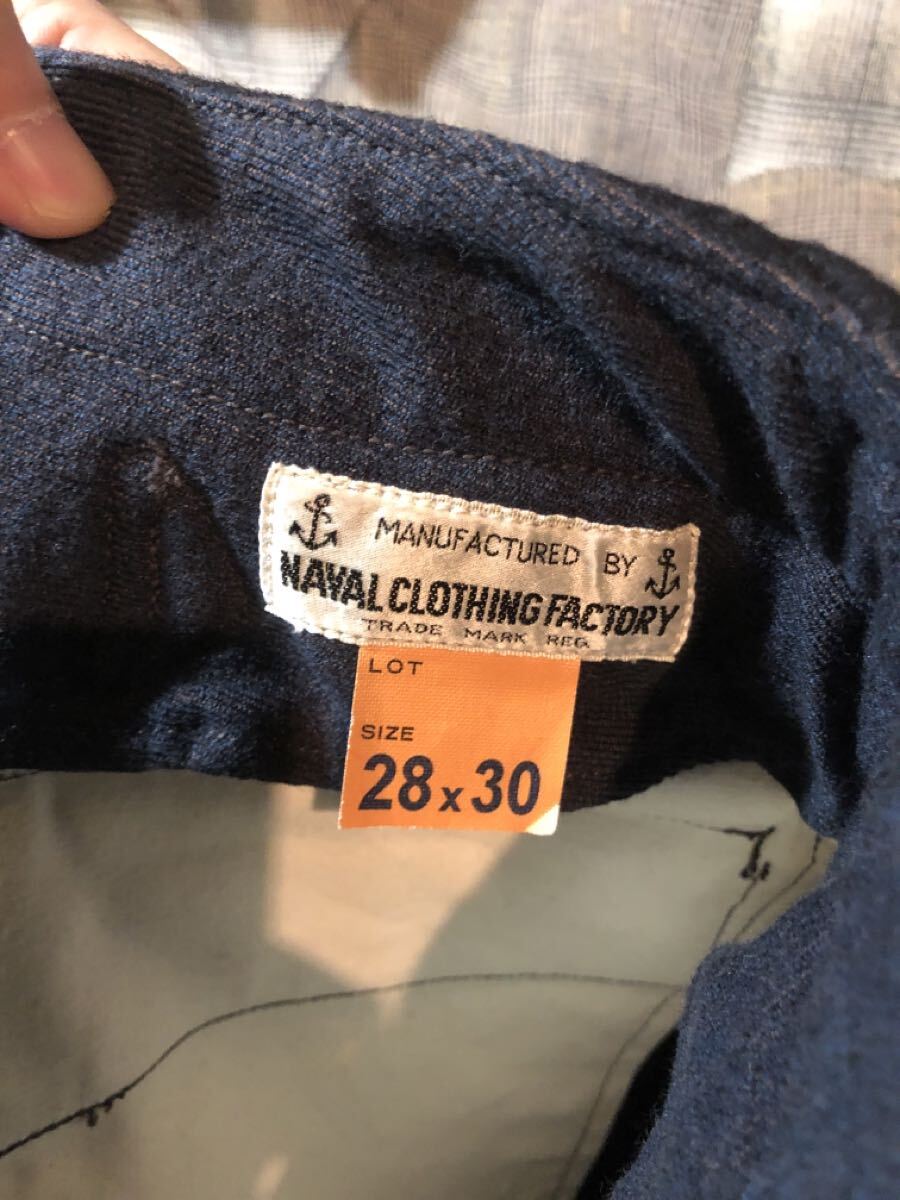 MANUFACTURED BY
NAVAL CLOTHING FACTORY
TRADE MARK REG.
LOT
SIZE
28 x 30